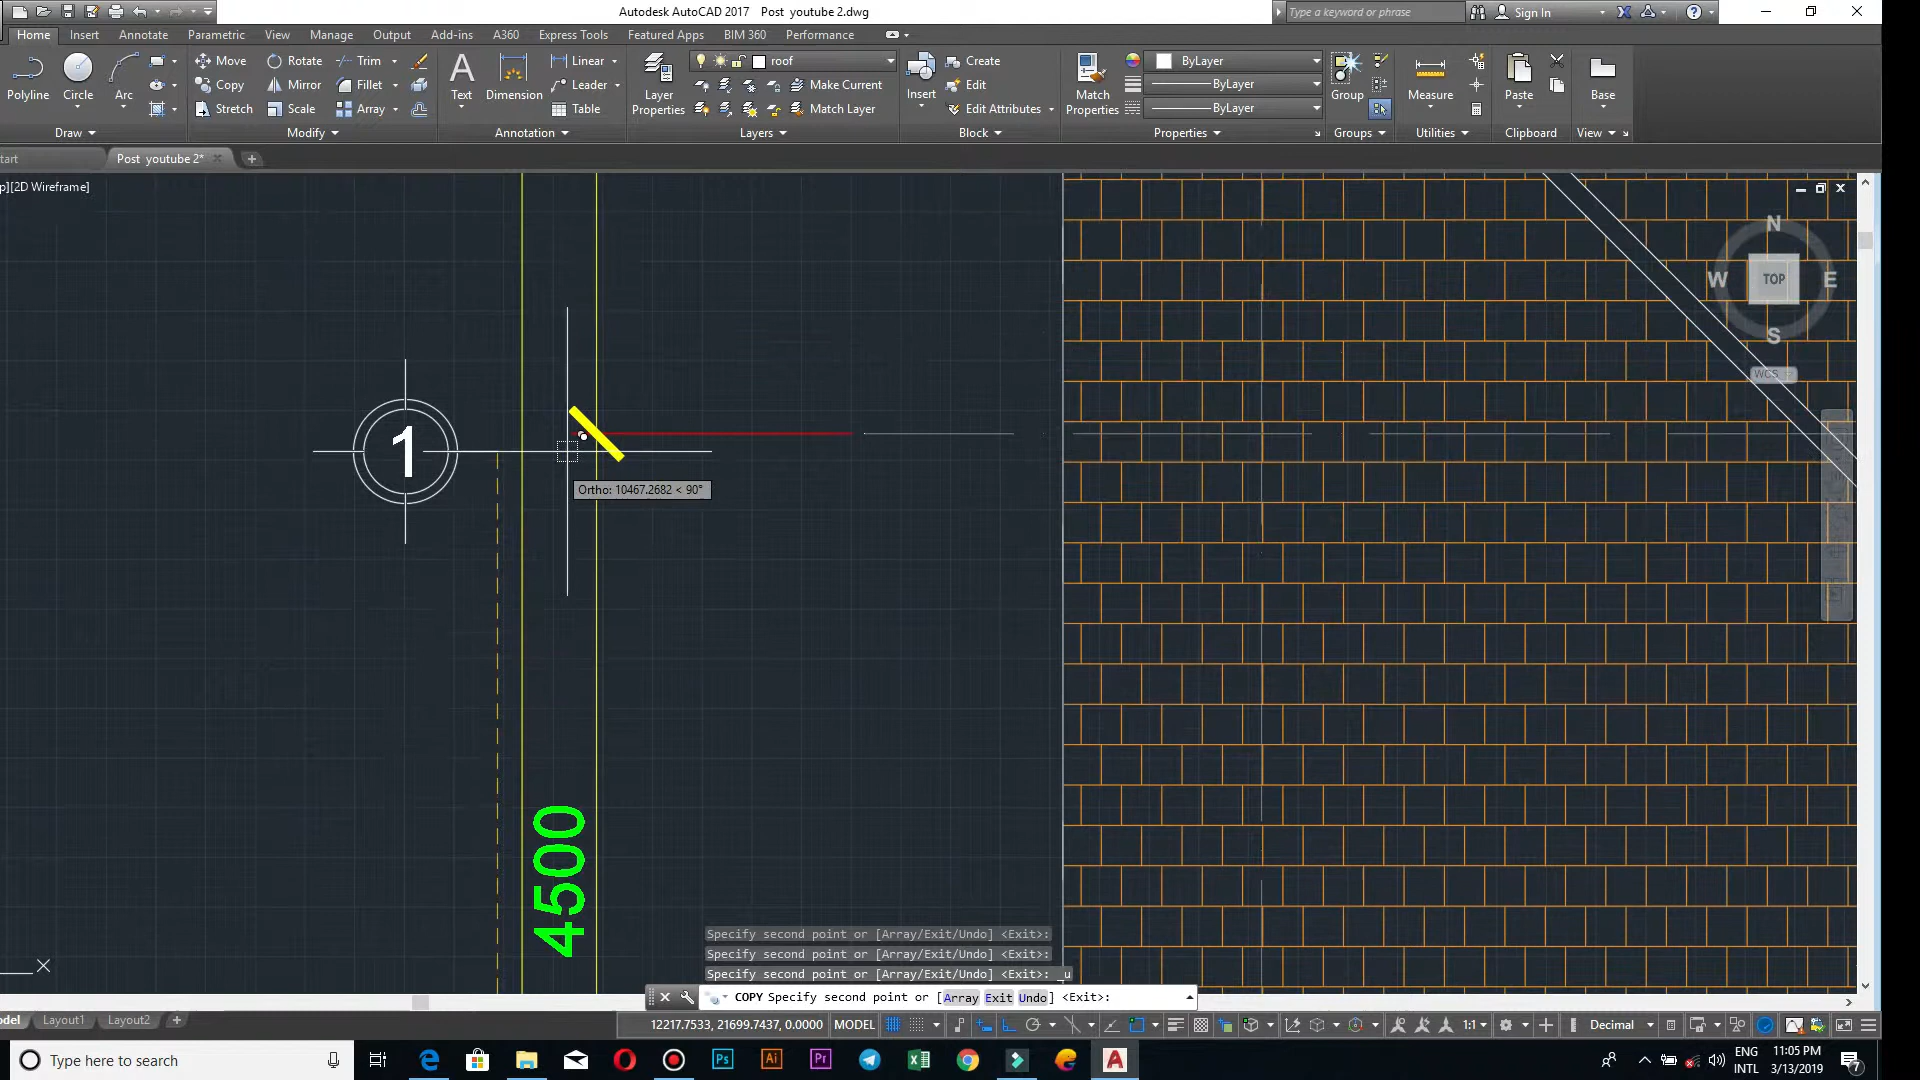 Autodesk AutoCAD 2017 Post youtube 2.dwg
Type a keyword or phrase
Sign In
Home Insert Annotate Parametric View Manage Output Add-ins A360 Express Tools Featured Apps BIM 360 Performance
Polyline Circle Arc
Move Rotate Trim
Copy Mirror Fillet
Stretch Scale Array
Text Dimension
Linear
Leader
Table
Layer Properties
roof
Make Current
Match Layer
Insert
Create
Edit
Edit Attributes
Match Properties
ByLayer
ByLayer
ByLayer
Group Measure Paste Base
Draw Modify Annotation Layers Block Properties Groups Utilities Clipboard View
tart Post youtube 2*
p][2D Wireframe]
N
W TOP E
S
WCS
1
Ortho: 10467.2682 < 90°
4500
Specify second point or [Array/Exit/Undo] <Exit>:
Specify second point or [Array/Exit/Undo] <Exit>:
Specify second point or [Array/Exit/Undo] <Exit>: _u
COPY Specify second point or [Array Exit Undo] <Exit>:
odel Layout1 Layout2
12217.7533, 21699.7437, 0.0000 MODEL
1:1
Decimal
Type here to search
Ps Ai Pr
ENG 11:05 PM
INTL 3/13/2019
7